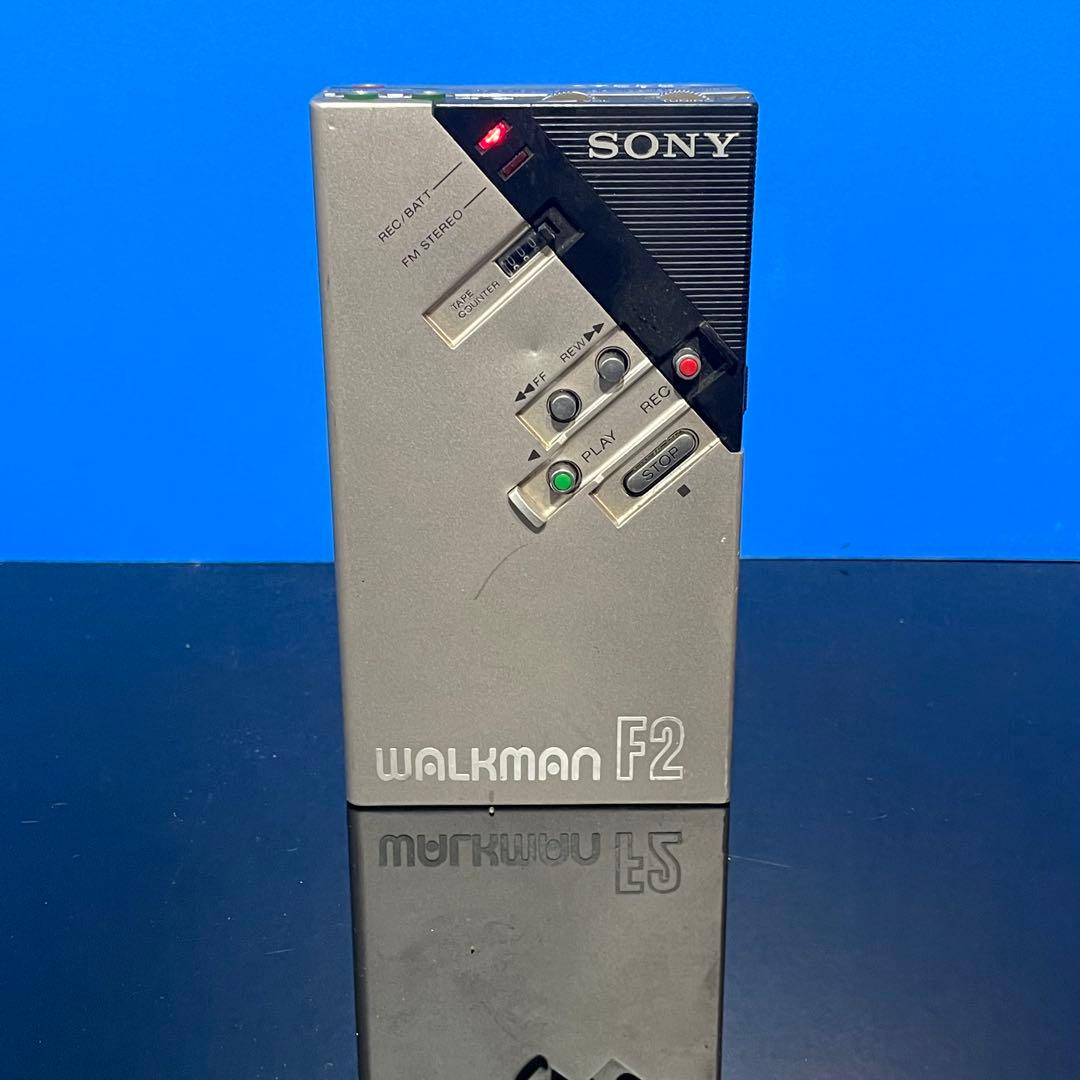 SONY
REC/BATT
FM STEREO
TAPE
COUNTER
◀◀FF
REW▶▶
REC
▲
PLAY
STOP
■
WALKMAN F2